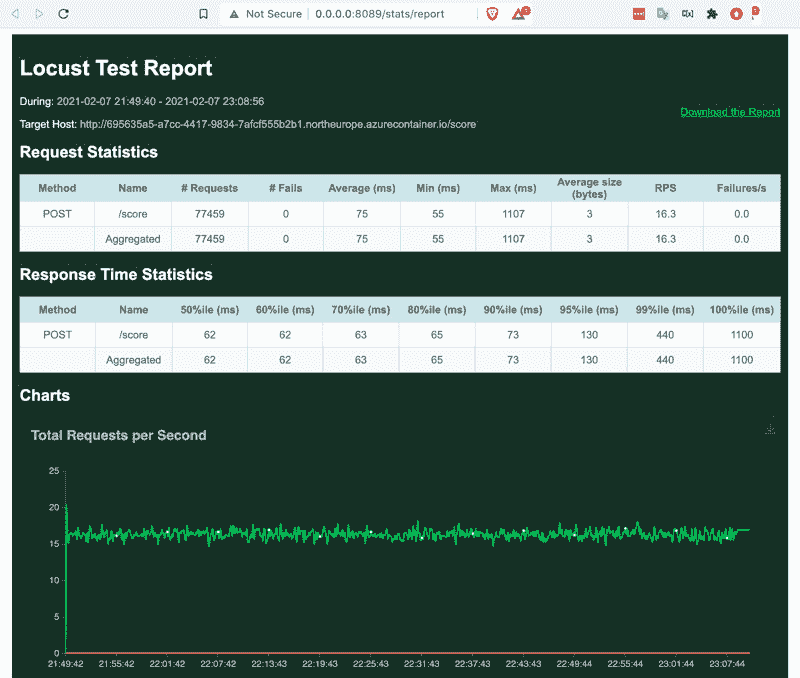 Not Secure | 0.0.0.0:8089/stats/report
Locust Test Report
During: 2021-02-07 21:49:40 - 2021-02-07 23:08:56
Download the Report
Target Host: http://695635a5-a7cc-4417-9834-7afcf555b2b1.northeurope.azurecontainer.io/score
Request Statistics
Method Name # Requests # Fails Average (ms) Min (ms) Max (ms) Average size (bytes) RPS Failures/s
POST /score 77459 0 75 55 1107 3 16.3 0.0
Aggregated 77459 0 75 55 1107 3 16.3 0.0
Response Time Statistics
Method Name 50%ile (ms) 60%ile (ms) 70%ile (ms) 80%ile (ms) 90%ile (ms) 95%ile (ms) 99%ile (ms) 100%ile (ms)
POST /score 62 62 63 65 73 130 440 1100
Aggregated 62 62 63 65 73 130 440 1100
Charts
Total Requests per Second
25
20
15
10
5
0
21:49:42 21:55:42 22:01:42 22:07:42 22:13:43 22:19:43 22:25:43 22:31:43 22:37:43 22:43:43 22:49:44 22:55:44 23:01:44 23:07:44